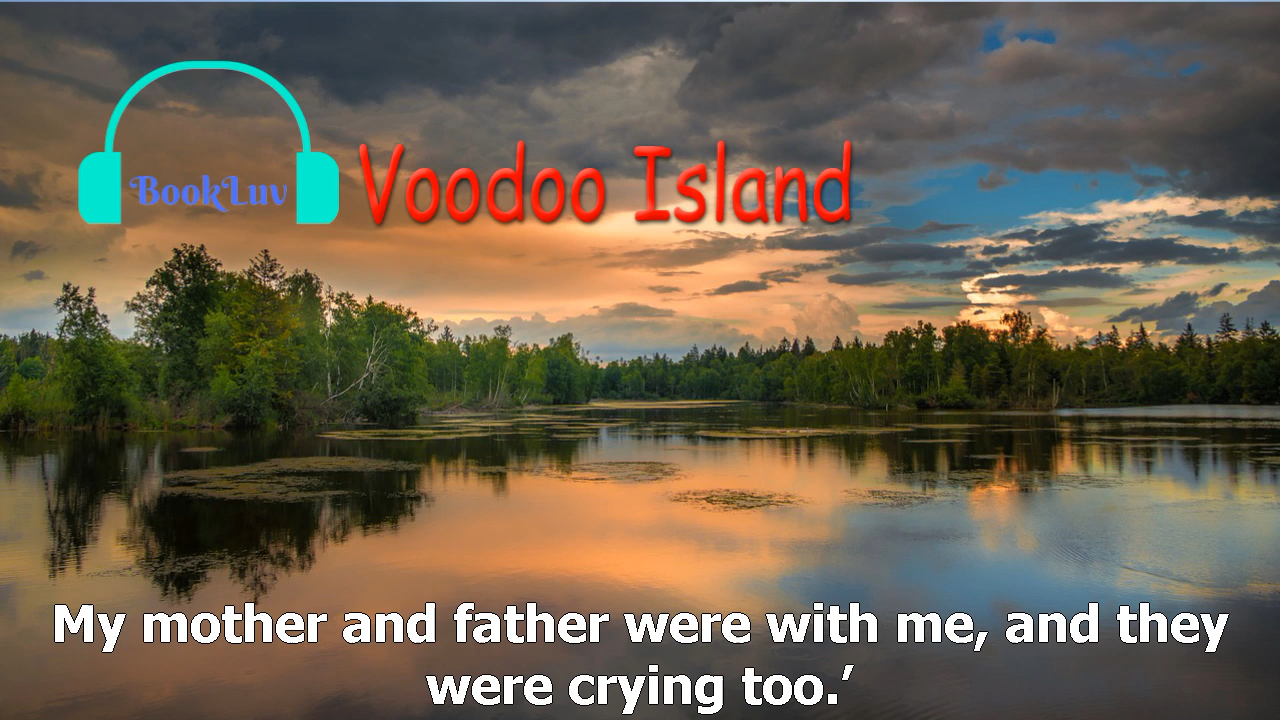 BookLuv
Voodoo Island
My mother and father were with me, and they
were crying too.’